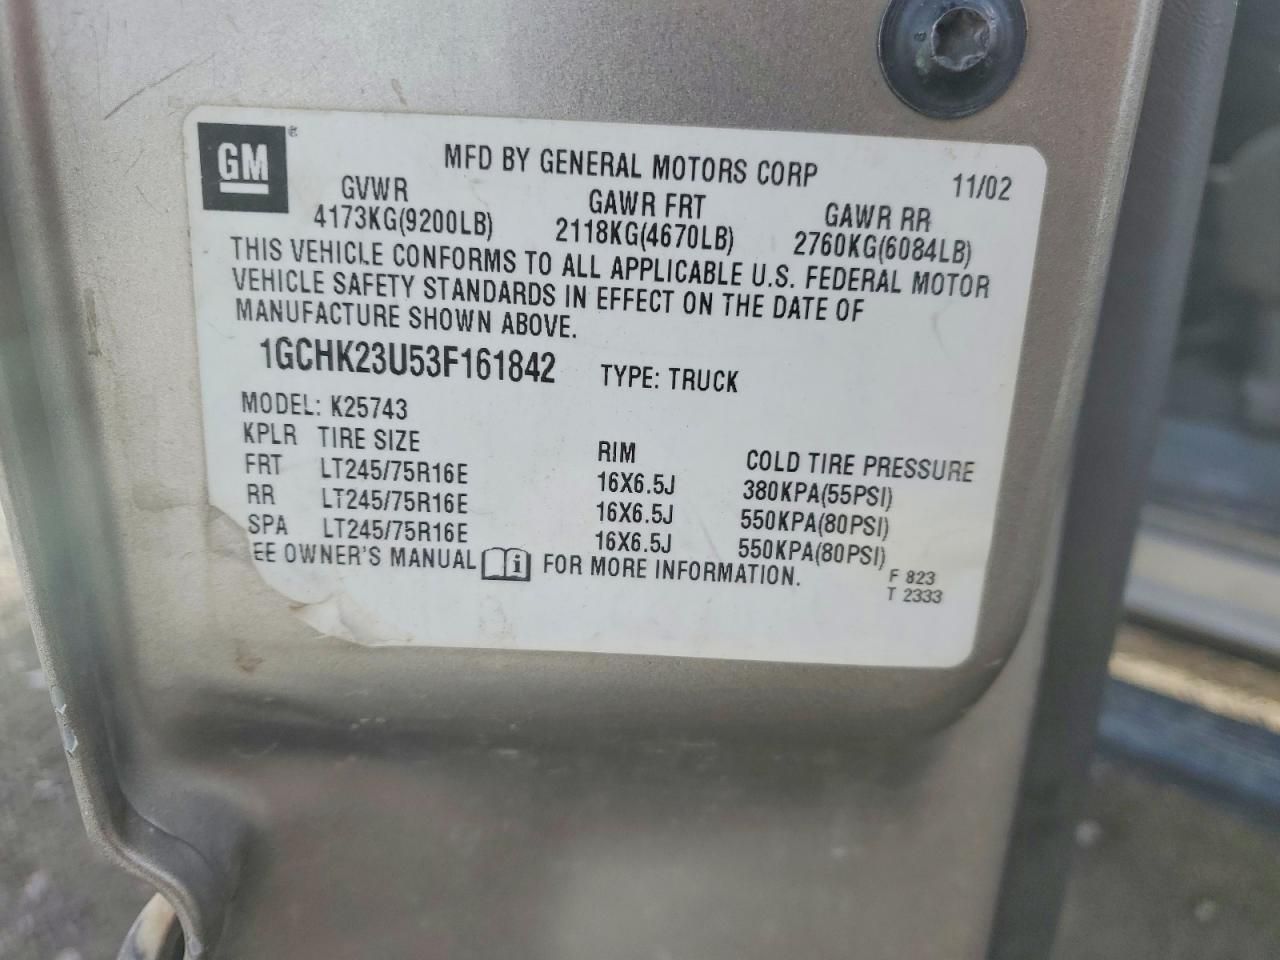 GM ®
MFD BY GENERAL MOTORS CORP
11/02
GVWR GAWR FRT GAWR RR
4173KG(9200LB) 2118KG(4670LB) 2760KG(6084LB)
THIS VEHICLE CONFORMS TO ALL APPLICABLE U.S. FEDERAL MOTOR
VEHICLE SAFETY STANDARDS IN EFFECT ON THE DATE OF
MANUFACTURE SHOWN ABOVE.
1GCHK23U53F161842 TYPE: TRUCK
MODEL: K25743
KPLR TIRE SIZE RIM COLD TIRE PRESSURE
FRT LT245/75R16E 16X6.5J 380KPA(55PSI)
RR LT245/75R16E 16X6.5J 550KPA(80PSI)
SPA LT245/75R16E 16X6.5J 550KPA(80PSI)
EE OWNER'S MANUAL i FOR MORE INFORMATION.
F 823
T 2333